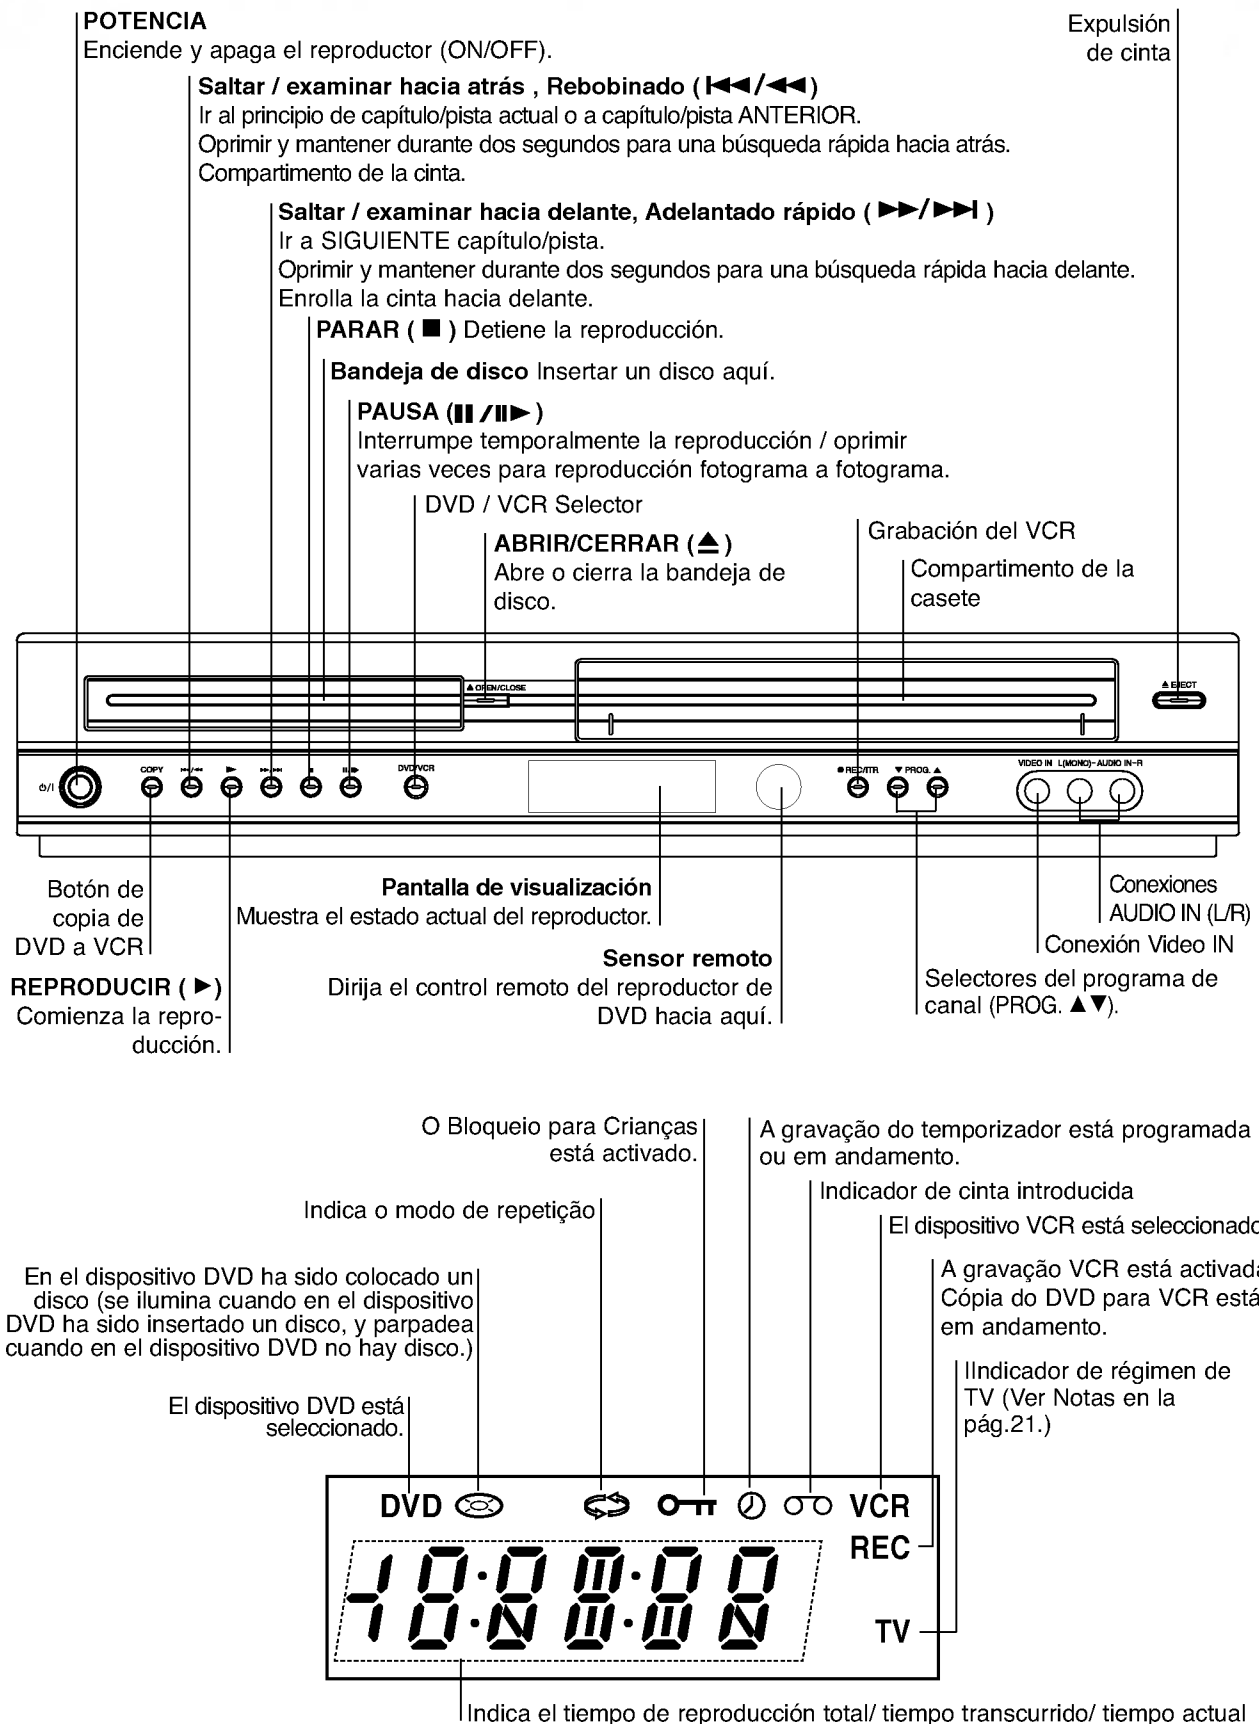 POTENCIA
Enciende y apaga el reproductor (ON/OFF).
Expulsión
de cinta
Saltar / examinar hacia atrás , Rebobinado (⏮/◀◀)
Ir al principio de capítulo/pista actual o a capítulo/pista ANTERIOR.
Oprimir y mantener durante dos segundos para una búsqueda rápida hacia atrás.
Compartimento de la cinta.
Saltar / examinar hacia delante, Adelantado rápido ( ▶▶/▶▶I )
Ir a SIGUIENTE capítulo/pista.
Oprimir y mantener durante dos segundos para una búsqueda rápida hacia delante.
Enrolla la cinta hacia delante.
PARAR ( ■ ) Detiene la reproducción.
Bandeja de disco Insertar un disco aquí.
PAUSA (II /II▶ )
Interrumpe temporalmente la reproducción / oprimir
varias veces para reproducción fotograma a fotograma.
DVD / VCR Selector
ABRIR/CERRAR (⏏ )
Abre o cierra la bandeja de
disco.
Grabación del VCR
Compartimento de la
casete
▲ OPEN/CLOSE
▲ EJECT
COPY
DVD/VCR
● REC/ITR
▼ PROG. ▲
VIDEO IN L(MONO)-AUDIO IN-R
Botón de
copia de
DVD a VCR
REPRODUCIR ( ▶)
Comienza la repro-
ducción.
Pantalla de visualización
Muestra el estado actual del reproductor.
Sensor remoto
Dirija el control remoto del reproductor de
DVD hacia aquí.
Conexiones
AUDIO IN (L/R)
Conexión Video IN
Selectores del programa de
canal (PROG. ▲▼).
O Bloqueio para Crianças
está activado.
A gravação do temporizador está programada
ou em andamento.
Indicador de cinta introducida
Indica o modo de repetição
El dispositivo VCR está seleccionado
En el dispositivo DVD ha sido colocado un
disco (se ilumina cuando en el dispositivo
DVD ha sido insertado un disco, y parpadea
cuando en el dispositivo DVD no hay disco.)
A gravação VCR está activada
Cópia do DVD para VCR está
em andamento.
IIndicador de régimen de
TV (Ver Notas en la
pág.21.)
El dispositivo DVD está
seleccionado.
DVD
VCR
REC
TV
Indica el tiempo de reproducción total/ tiempo transcurrido/ tiempo actual